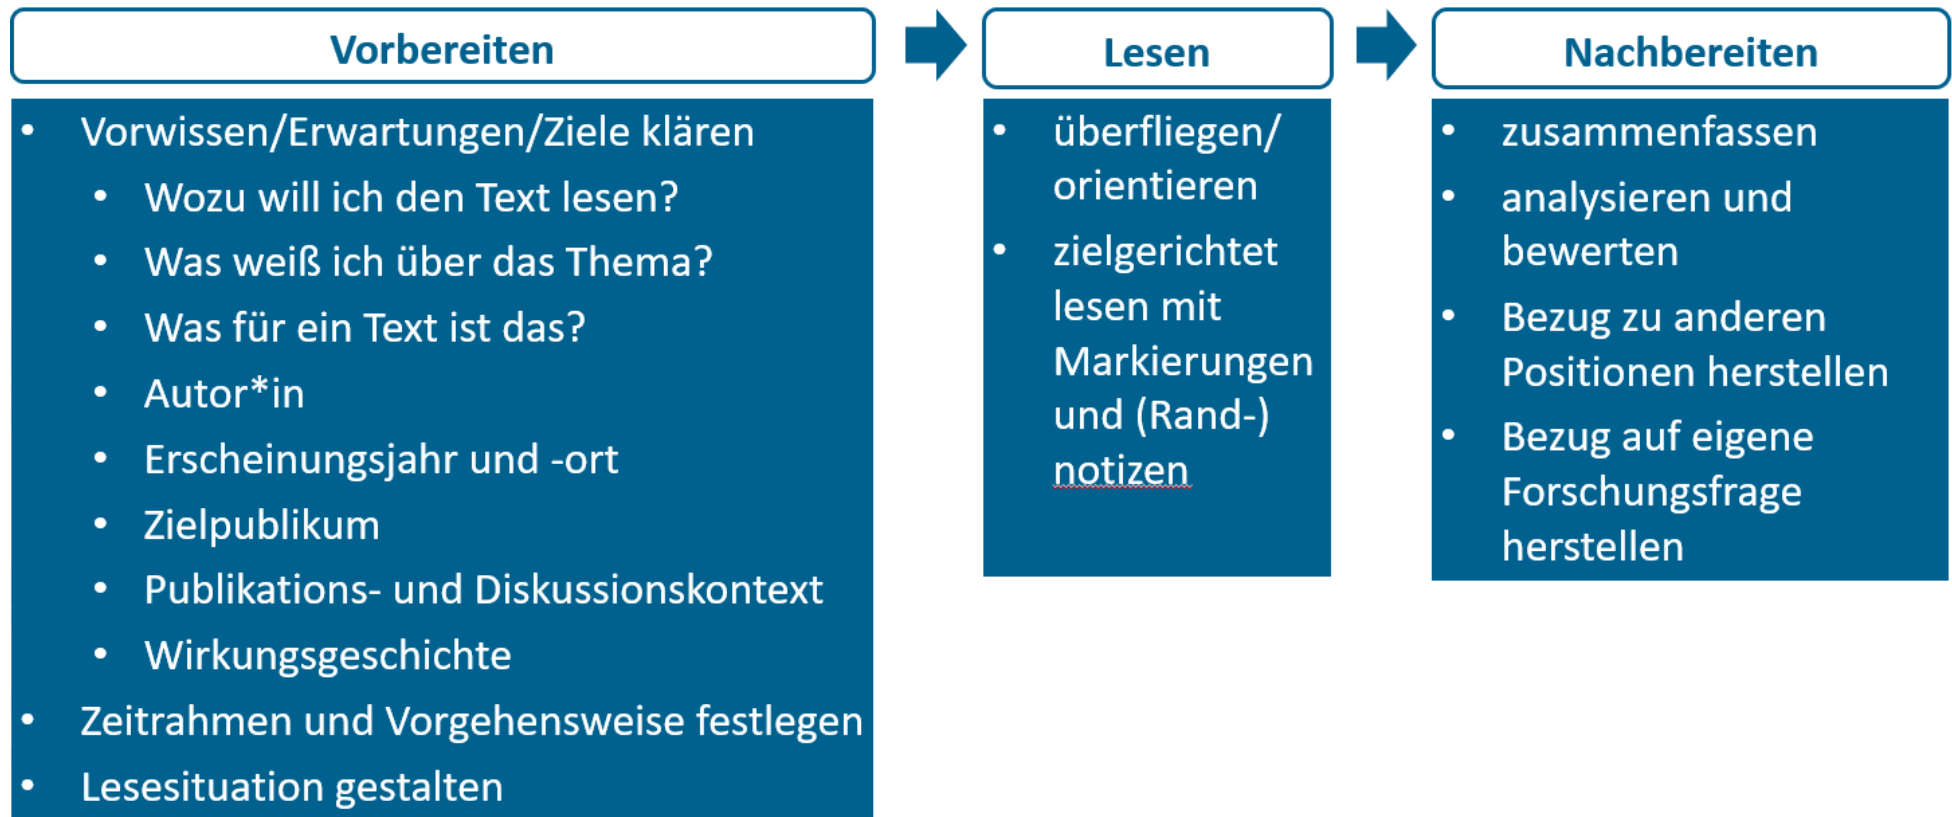 Vorbereiten
• Vorwissen/Erwartungen/Ziele klären
• Wozu will ich den Text lesen?
• Was weiß ich über das Thema?
• Was für ein Text ist das?
• Autor*in
• Erscheinungsjahr und -ort
• Zielpublikum
• Publikations- und Diskussionskontext
• Wirkungsgeschichte
• Zeitrahmen und Vorgehensweise festlegen
• Lesesituation gestalten
Lesen
• überfliegen/
orientieren
• zielgerichtet
lesen mit
Markierungen
und (Rand-)
notizen
Nachbereiten
• zusammenfassen
• analysieren und
bewerten
• Bezug zu anderen
Positionen herstellen
• Bezug auf eigene
Forschungsfrage
herstellen